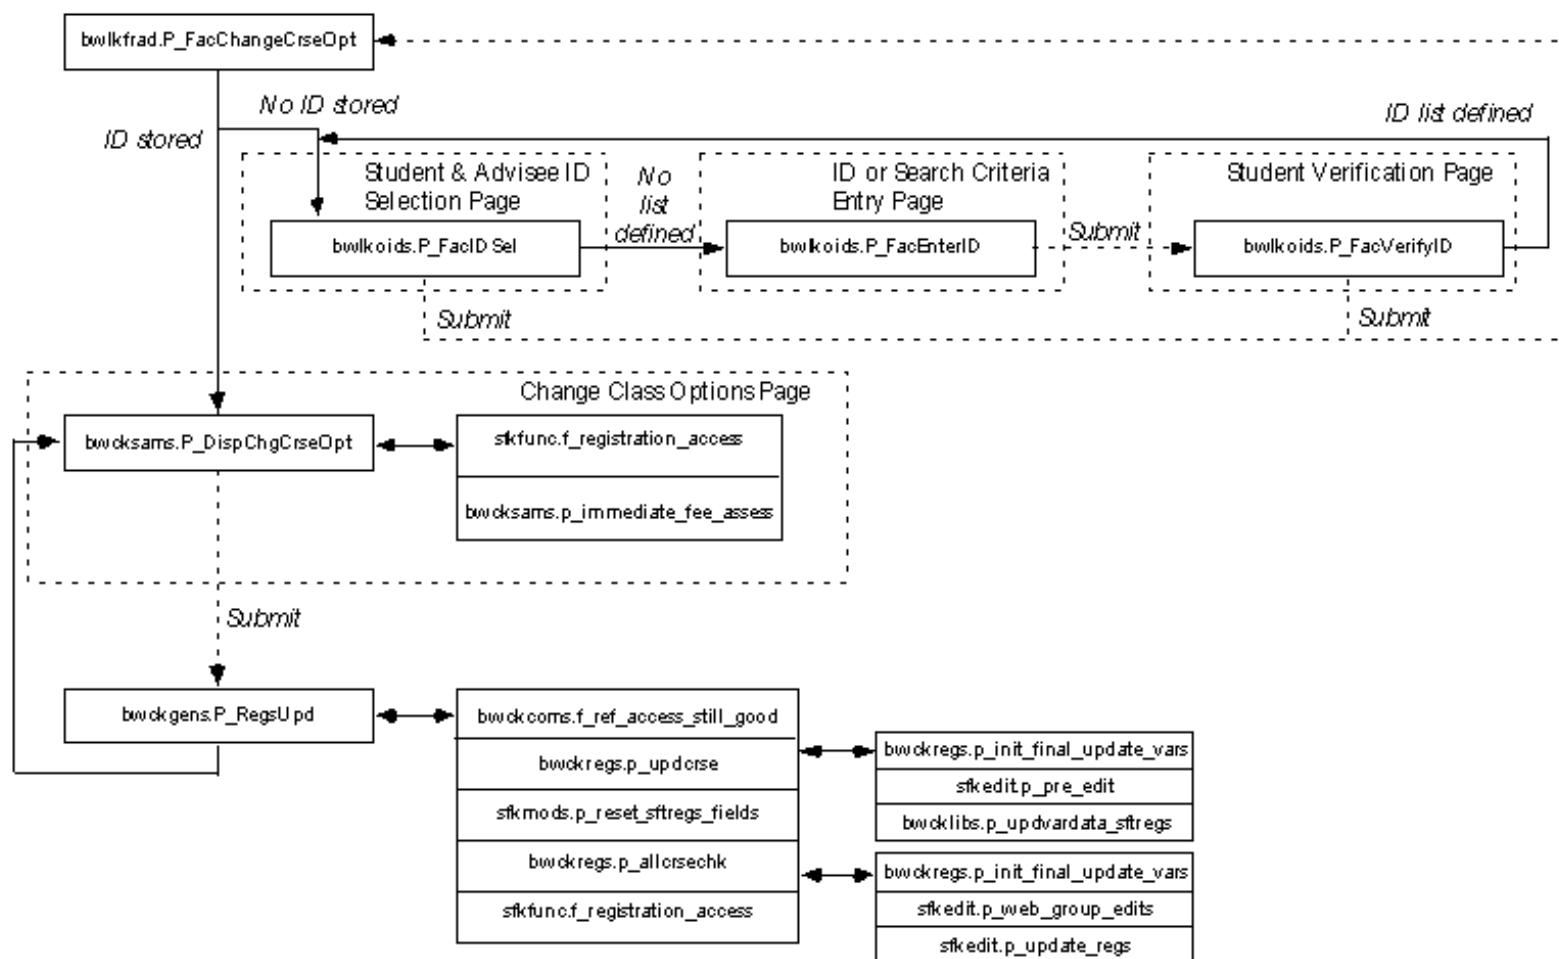 bwlkfrad.P_FacChangeCrseOpt
No ID stored
ID stored
ID list defined
Student & Advisee ID
Selection Page
No
list
defined
ID or Search Criteria
Entry Page
Student Verification Page
bwlkoids.P_FacIDSel
bwlkoids.P_FacEnterID
Submit
bwlkoids.P_FacVerifyID
Submit
Submit
Change Class Options Page
bwcksams.P_DispChgCrseOpt
sfkfunc.f_registration_access
bwcksams.p_immediate_fee_assess
Submit
bwckgens.P_RegsUpd
bwckcoms.f_ref_access_still_good
bwckregs.p_updcrse
sfkmods.p_reset_sftregs_fields
bwckregs.p_allcrsechk
sfkfunc.f_registration_access
bwckregs.p_init_final_update_vars
sfkedit.p_pre_edit
bwcklibs.p_updvardata_sftregs
bwckregs.p_init_final_update_vars
sfkedit.p_web_group_edits
sfkedit.p_update_regs